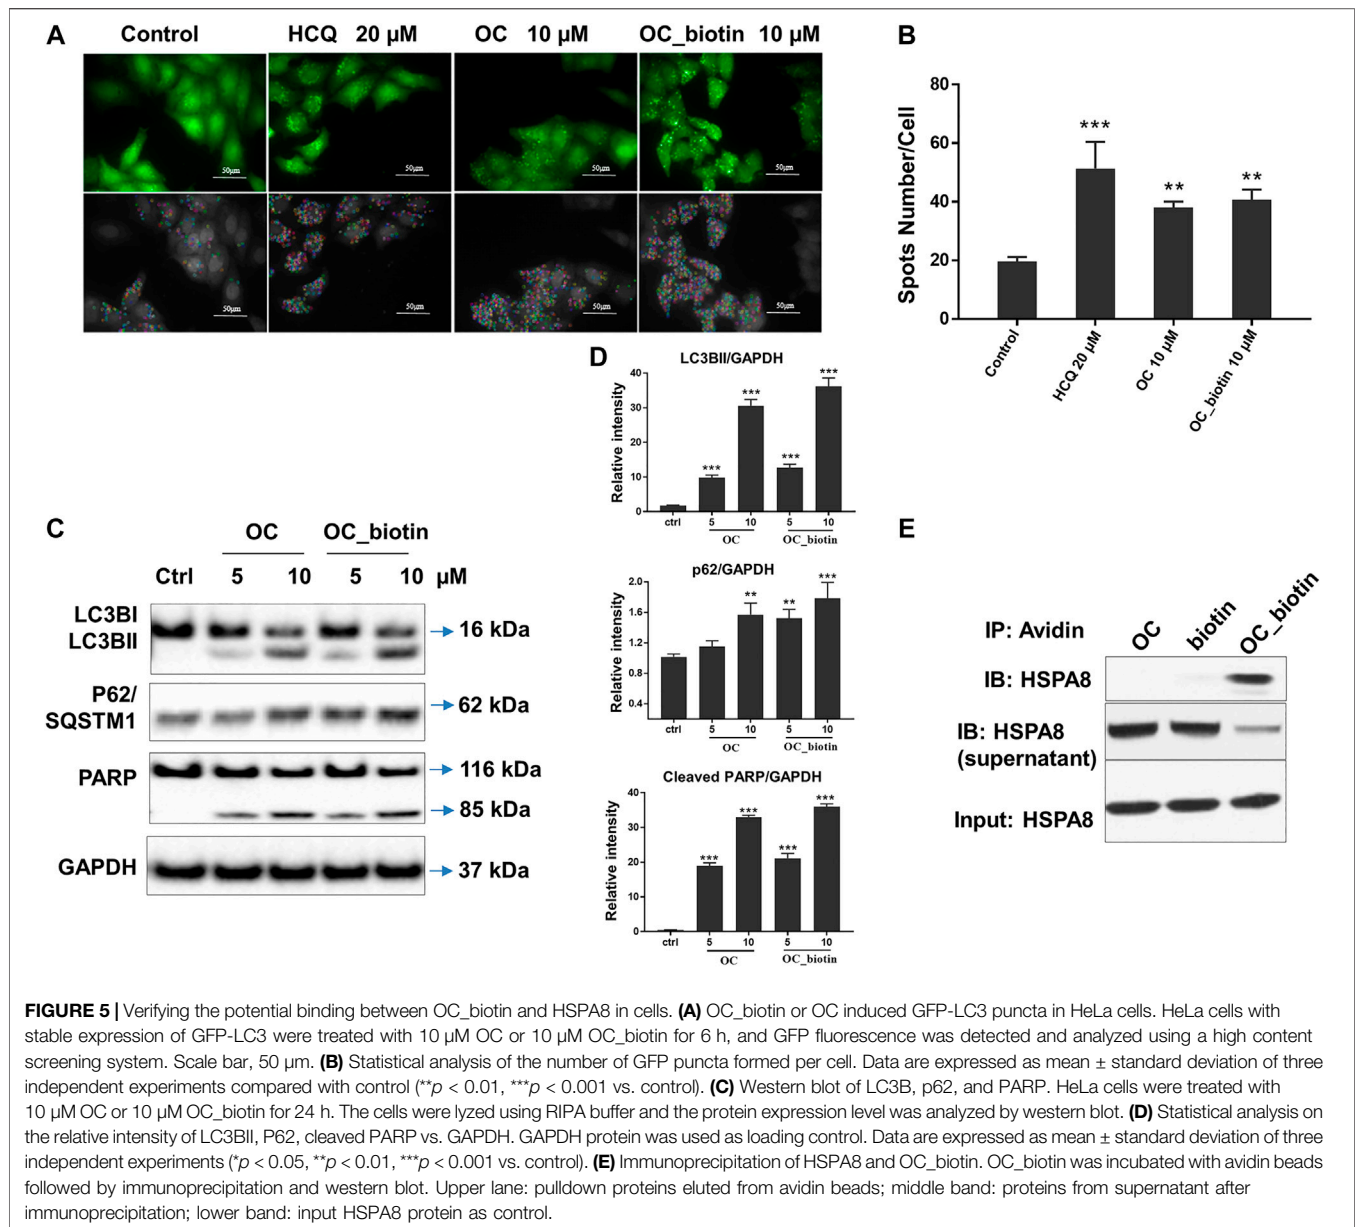 A
Control
HCQ 20 µM
OC 10 µM
OC_biotin 10 µM
50µm
50µm
50µm
50µm
50µm
50µm
50µm
50µm
B
Spots Number/Cell
80
60
40
20
0
***
**
**
Control
HCQ 20 µM
OC 10 µM
OC_biotin 10 µM
C
OC
OC_biotin
Ctrl
5
10
5
10
µM
LC3BI
LC3BII
16 kDa
P62/
SQSTM1
62 kDa
PARP
116 kDa
85 kDa
GAPDH
37 kDa
D
LC3BII/GAPDH
Relative intensity
40
30
20
10
0
***
***
***
***
ctrl
5
10
5
10
OC
OC_biotin
p62/GAPDH
Relative intensity
2.0
1.6
1.2
0.8
0.4
**
**
***
ctrl
5
10
5
10
OC
OC_biotin
Cleaved PARP/GAPDH
Relative intensity
40
30
20
10
0
***
***
***
***
ctrl
5
10
5
10
OC
OC_biotin
E
IP: Avidin
OC
biotin
OC_biotin
IB: HSPA8
IB: HSPA8
(supernatant)
Input: HSPA8
FIGURE 5 | Verifying the potential binding between OC_biotin and HSPA8 in cells. (A) OC_biotin or OC induced GFP-LC3 puncta in HeLa cells. HeLa cells with
stable expression of GFP-LC3 were treated with 10 µM OC or 10 µM OC_biotin for 6 h, and GFP fluorescence was detected and analyzed using a high content
screening system. Scale bar, 50 µm. (B) Statistical analysis of the number of GFP puncta formed per cell. Data are expressed as mean ± standard deviation of three
independent experiments compared with control (**p < 0.01, ***p < 0.001 vs. control). (C) Western blot of LC3B, p62, and PARP. HeLa cells were treated with
10 µM OC or 10 µM OC_biotin for 24 h. The cells were lyzed using RIPA buffer and the protein expression level was analyzed by western blot. (D) Statistical analysis on
the relative intensity of LC3BII, P62, cleaved PARP vs. GAPDH. GAPDH protein was used as loading control. Data are expressed as mean ± standard deviation of three
independent experiments (*p < 0.05, **p < 0.01, ***p < 0.001 vs. control). (E) Immunoprecipitation of HSPA8 and OC_biotin. OC_biotin was incubated with avidin beads
followed by immunoprecipitation and western blot. Upper lane: pulldown proteins eluted from avidin beads; middle band: proteins from supernatant after
immunoprecipitation; lower band: input HSPA8 protein as control.